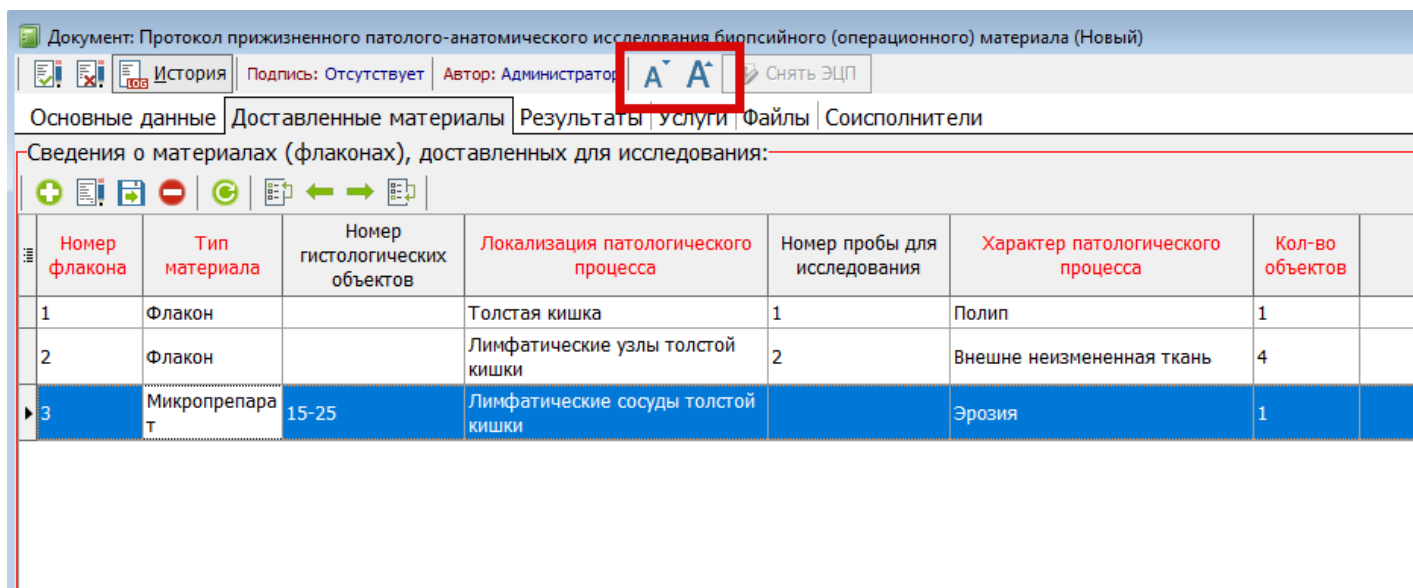 Документ: Протокол прижизненного патолого-анатомического исследования биопсийного (операционного) материала (Новый)
LOG История Подпись: Отсутствует Автор: Администратор A A Снять ЭЦП
Основные данные Доставленные материалы Результаты Услуги Файлы Соисполнители
Сведения о материалах (флаконах), доставленных для исследования:
Номер флакона Тип материала Номер гистологических объектов Локализация патологического процесса Номер пробы для исследования Характер патологического процесса Кол-во объектов
1 Флакон Толстая кишка 1 Полип 1
2 Флакон Лимфатические узлы толстой кишки 2 Внешне неизмененная ткань 4
3 Микропрепарат 15-25 Лимфатические сосуды толстой кишки Эрозия 1